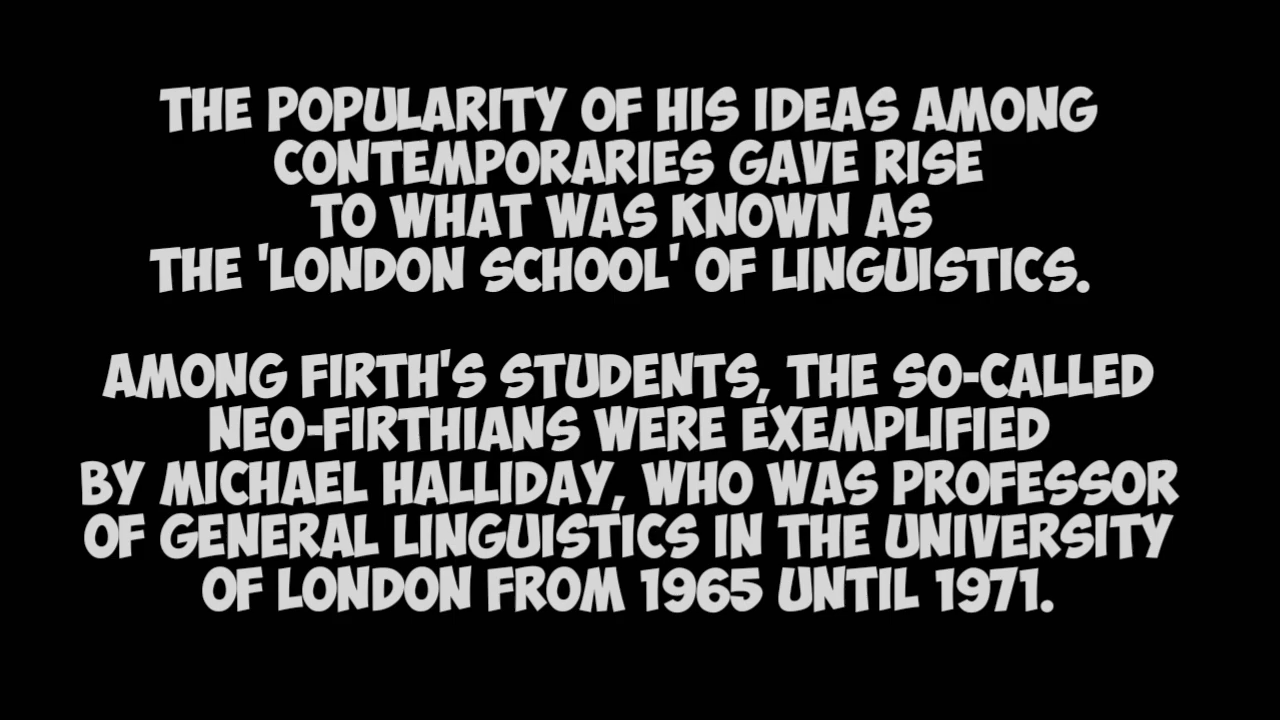 THE POPULARITY OF HIS IDEAS AMONG
CONTEMPORARIES GAVE RISE
TO WHAT WAS KNOWN AS
THE 'LONDON SCHOOL' OF LINGUISTICS.
AMONG FIRTH'S STUDENTS, THE SO-CALLED
NEO-FIRTHIANS WERE EXEMPLIFIED
BY MICHAEL HALLIDAY, WHO WAS PROFESSOR
OF GENERAL LINGUISTICS IN THE UNIVERSITY
OF LONDON FROM 1965 UNTIL 1971.